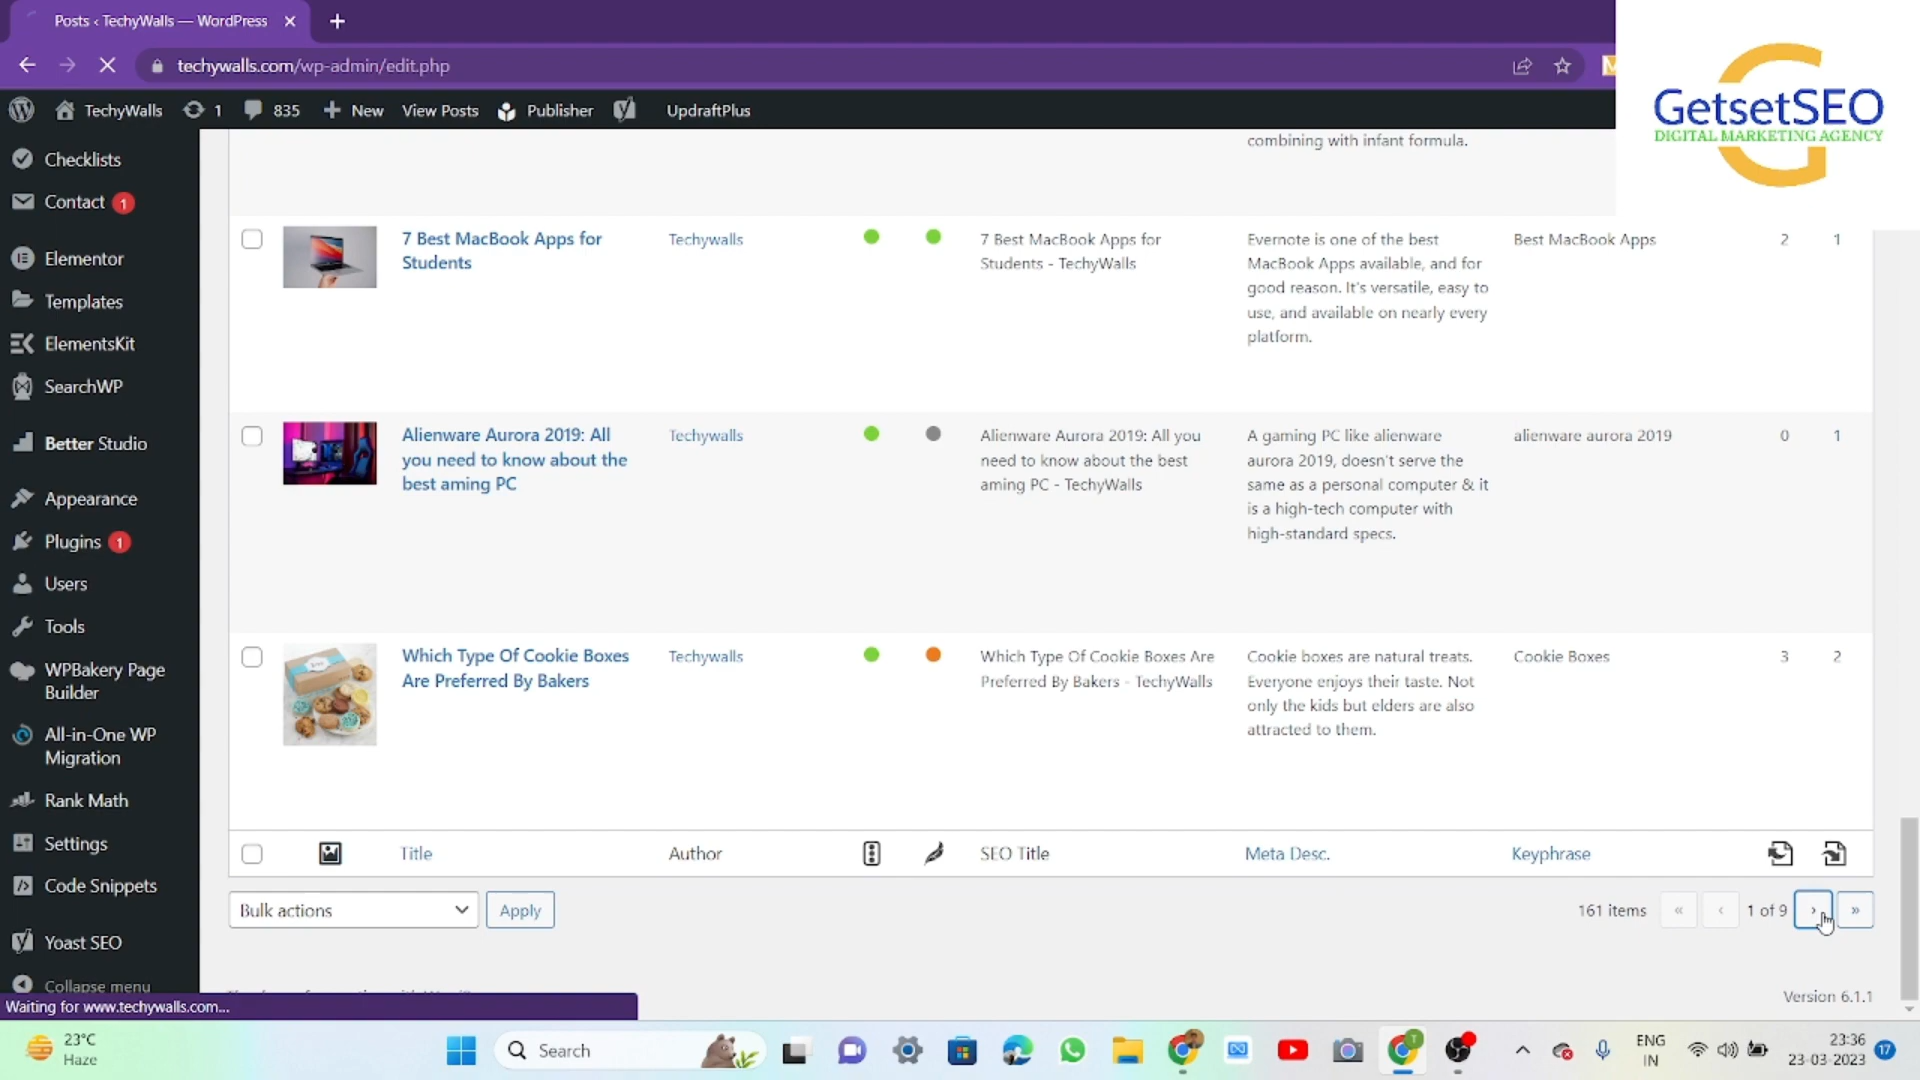 Posts ‹ TechyWalls — WordPress
techywalls.com/wp-admin/edit.php
GetsetSEO
DIGITAL MARKETING AGENCY
TechyWalls 1 835 New View Posts Publisher UpdraftPlus
Checklists
Contact 1
Elementor
Templates
ElementsKit
SearchWP
Better Studio
Appearance
Plugins 1
Users
Tools
WPBakery Page
Builder
All-in-One WP
Migration
Rank Math
Settings
Code Snippets
Yoast SEO
Collapse menu
combining with infant formula.
7 Best MacBook Apps for
Students
Techywalls
7 Best MacBook Apps for
Students - TechyWalls
Evernote is one of the best
MacBook Apps available, and for
good reason. It's versatile, easy to
use, and available on nearly every
platform.
Best MacBook Apps
2 1
Alienware Aurora 2019: All
you need to know about the
best aming PC
Techywalls
Alienware Aurora 2019: All you
need to know about the best
aming PC - TechyWalls
A gaming PC like alienware
aurora 2019, doesn't serve the
same as a personal computer & it
is a high-tech computer with
high-standard specs.
alienware aurora 2019
0 1
Which Type Of Cookie Boxes
Are Preferred By Bakers
Techywalls
Which Type Of Cookie Boxes Are
Preferred By Bakers - TechyWalls
Cookie boxes are natural treats.
Everyone enjoys their taste. Not
only the kids but elders are also
attracted to them.
Cookie Boxes
3 2
Title Author SEO Title Meta Desc. Keyphrase
Bulk actions Apply
161 items « ‹ 1 of 9 › »
Version 6.1.1
Waiting for www.techywalls.com...
23°C
Haze
Search
ENG
IN
23:36
23-03-2023
17